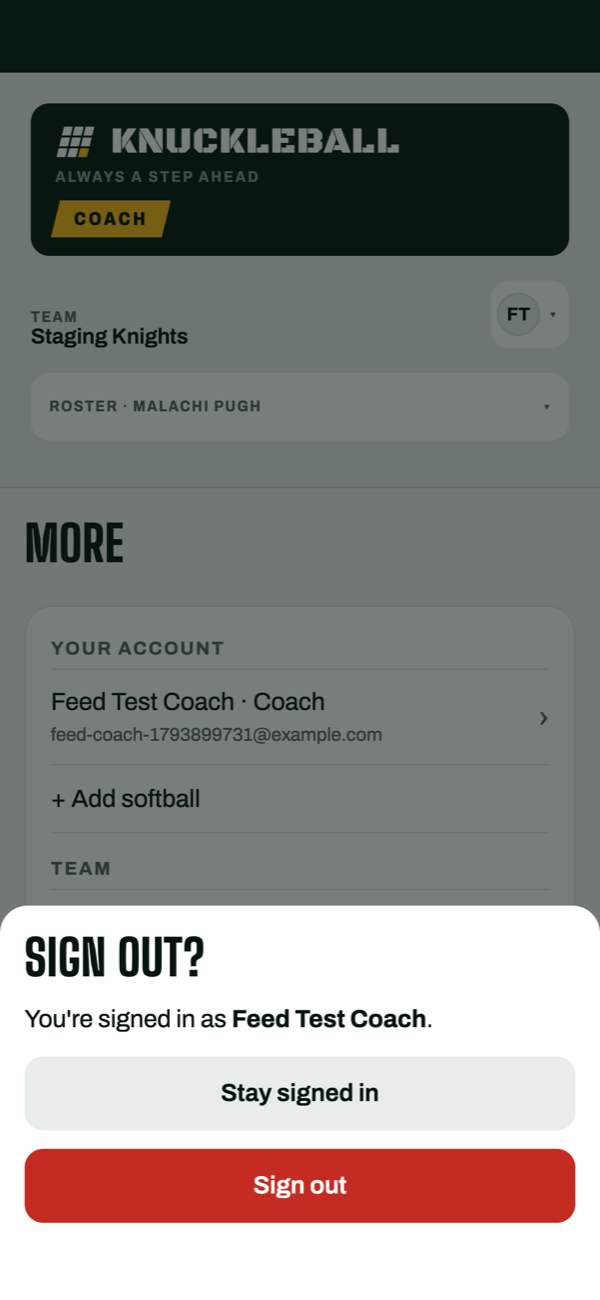 KNUCKLEBALL
ALWAYS A STEP AHEAD
COACH
TEAM
Staging Knights
FT ▾
ROSTER · MALACHI PUGH ▾
MORE
YOUR ACCOUNT
Feed Test Coach · Coach
feed-coach-1793899731@example.com
›
+ Add softball
TEAM
SIGN OUT?
You're signed in as Feed Test Coach.
Stay signed in
Sign out